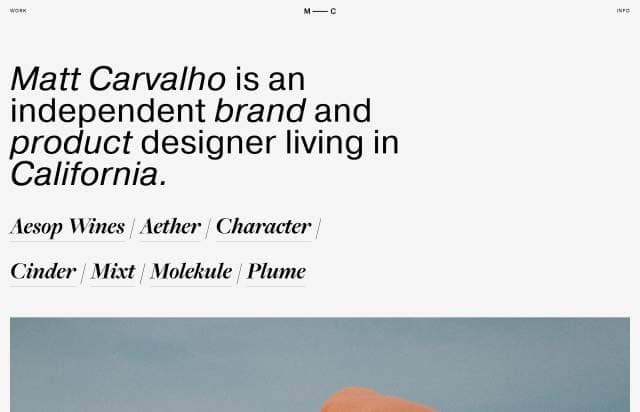 WORK
M — C
INFO
Matt Carvalho is an
independent brand and
product designer living in
California.
Aesop Wines / Aether / Character /
Cinder / Mixt / Molekule / Plume